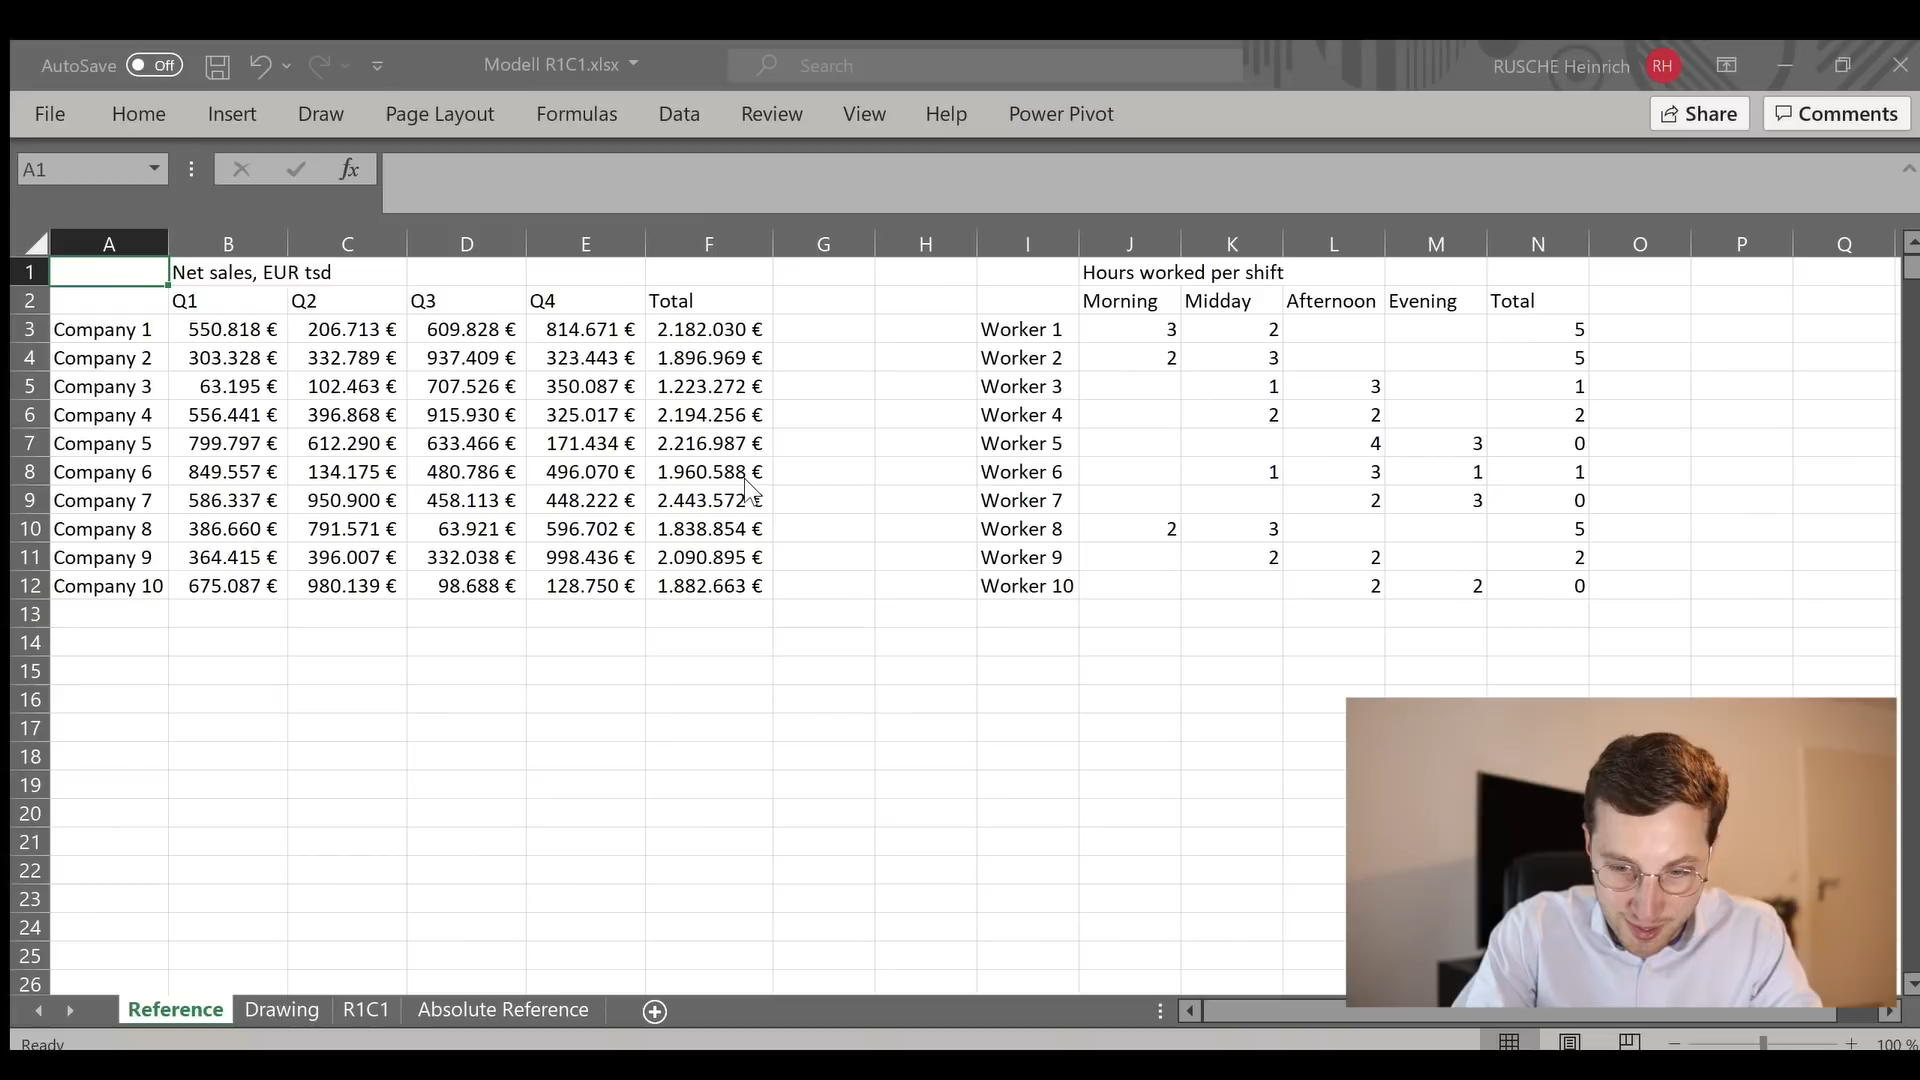 AutoSave Off Modell R1C1.xlsx Search RUSCHE Heinrich RH
File Home Insert Draw Page Layout Formulas Data Review View Help Power Pivot Share Comments
A1 fx
A B C D E F G H I J K L M N O P Q
1 Net sales, EUR tsd Hours worked per shift
2 Q1 Q2 Q3 Q4 Total Morning Midday Afternoon Evening Total
3 Company 1 550.818 € 206.713 € 609.828 € 814.671 € 2.182.030 € Worker 1 3 2 5
4 Company 2 303.328 € 332.789 € 937.409 € 323.443 € 1.896.969 € Worker 2 2 3 5
5 Company 3 63.195 € 102.463 € 707.526 € 350.087 € 1.223.272 € Worker 3 1 3 1
6 Company 4 556.441 € 396.868 € 915.930 € 325.017 € 2.194.256 € Worker 4 2 2 2
7 Company 5 799.797 € 612.290 € 633.466 € 171.434 € 2.216.987 € Worker 5 4 3 0
8 Company 6 849.557 € 134.175 € 480.786 € 496.070 € 1.960.588 € Worker 6 1 3 1 1
9 Company 7 586.337 € 950.900 € 458.113 € 448.222 € 2.443.572 € Worker 7 2 3 0
10 Company 8 386.660 € 791.571 € 63.921 € 596.702 € 1.838.854 € Worker 8 2 3 5
11 Company 9 364.415 € 396.007 € 332.038 € 998.436 € 2.090.895 € Worker 9 2 2 2
12 Company 10 675.087 € 980.139 € 98.688 € 128.750 € 1.882.663 € Worker 10 2 2 0
13
14
15
16
17
18
19
20
21
22
23
24
25
26
Reference Drawing R1C1 Absolute Reference
Ready 100 %